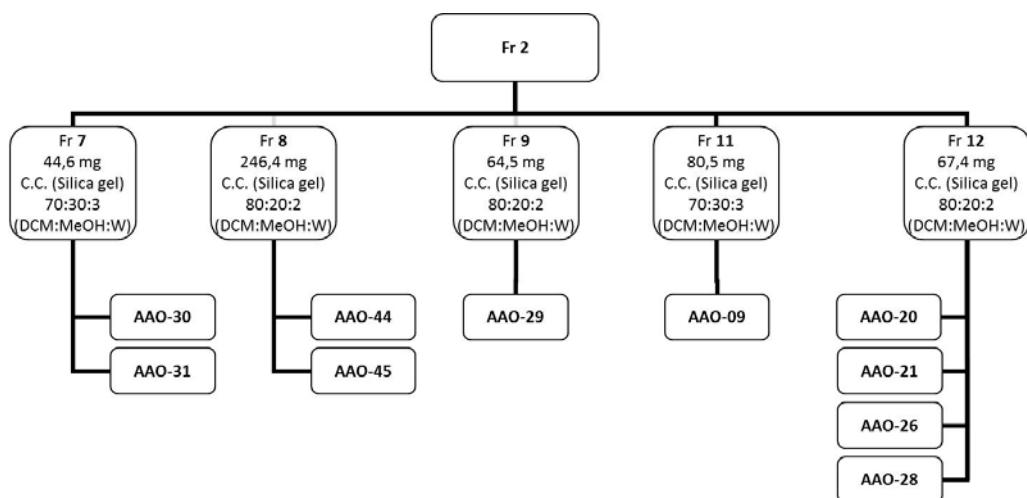 Fr 2
Fr 7
44,6 mg
C.C. (Silica gel)
70:30:3
(DCM:MeOH:W)
Fr 8
246,4 mg
C.C. (Silica gel)
80:20:2
(DCM:MeOH:W)
Fr 9
64,5 mg
C.C. (Silica gel)
80:20:2
(DCM:MeOH:W)
Fr 11
80,5 mg
C.C. (Silica gel)
70:30:3
(DCM:MeOH:W)
Fr 12
67,4 mg
C.C. (Silica gel)
80:20:2
(DCM:MeOH:W)
AAO-30
AAO-31
AAO-44
AAO-45
AAO-29
AAO-09
AAO-20
AAO-21
AAO-26
AAO-28